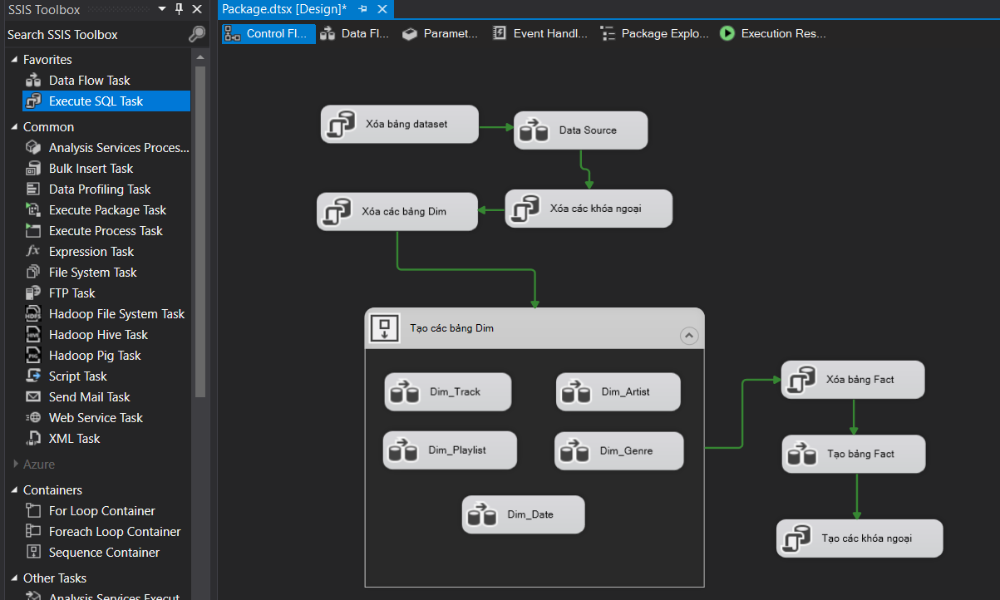 SSIS Toolbox
Package.dtsx [Design]*
Search SSIS Toolbox
Control Fl...
Data Fl...
Paramet...
Event Handl...
Package Explo...
Execution Res...
Favorites
Data Flow Task
Execute SQL Task
Common
Analysis Services Proces...
Bulk Insert Task
Data Profiling Task
Execute Package Task
Execute Process Task
Expression Task
File System Task
FTP Task
Hadoop File System Task
Hadoop Hive Task
Hadoop Pig Task
Script Task
Send Mail Task
Web Service Task
XML Task
Azure
Containers
For Loop Container
Foreach Loop Container
Sequence Container
Other Tasks
Analysis Services Execut
Xóa bảng dataset
Data Source
Xóa các khóa ngoại
Xóa các bảng Dim
Tạo các bảng Dim
Dim_Track
Dim_Artist
Dim_Playlist
Dim_Genre
Dim_Date
Xóa bảng Fact
Tạo bảng Fact
Tạo các khóa ngoại